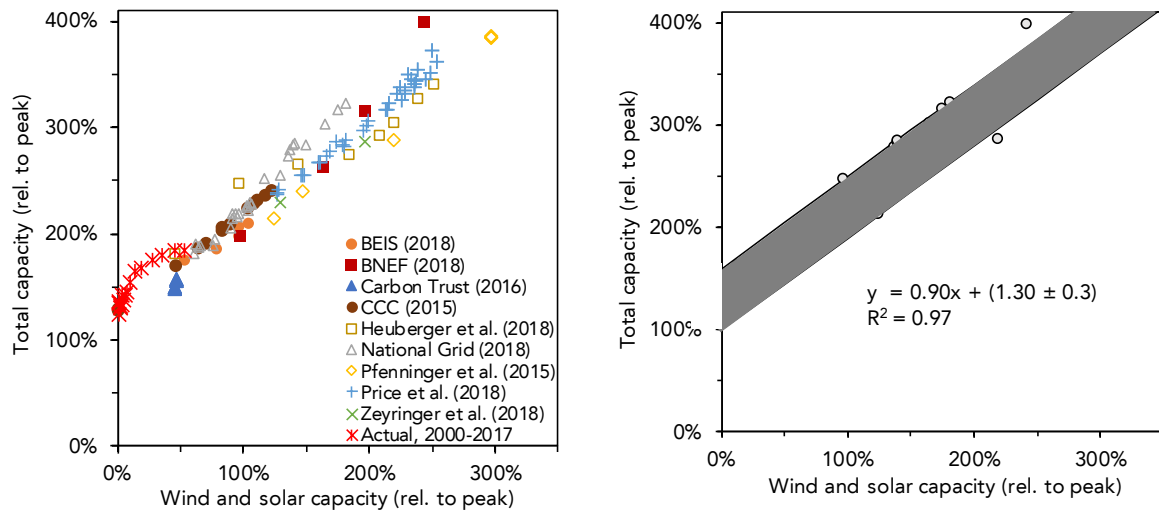 400%
300%
200%
100%
0%
Total capacity (rel. to peak)
BEIS (2018)
BNEF (2018)
Carbon Trust (2016)
CCC (2015)
Heuberger et al. (2018)
National Grid (2018)
Pfenninger et al. (2015)
Price et al. (2018)
Zeyringer et al. (2018)
Actual, 2000-2017
0% 100% 200% 300%
Wind and solar capacity (rel. to peak)
400%
300%
200%
100%
0%
Total capacity (rel. to peak)
y = 0.90x + (1.30 ± 0.3)
R² = 0.97
0% 100% 200% 300%
Wind and solar capacity (rel. to peak)